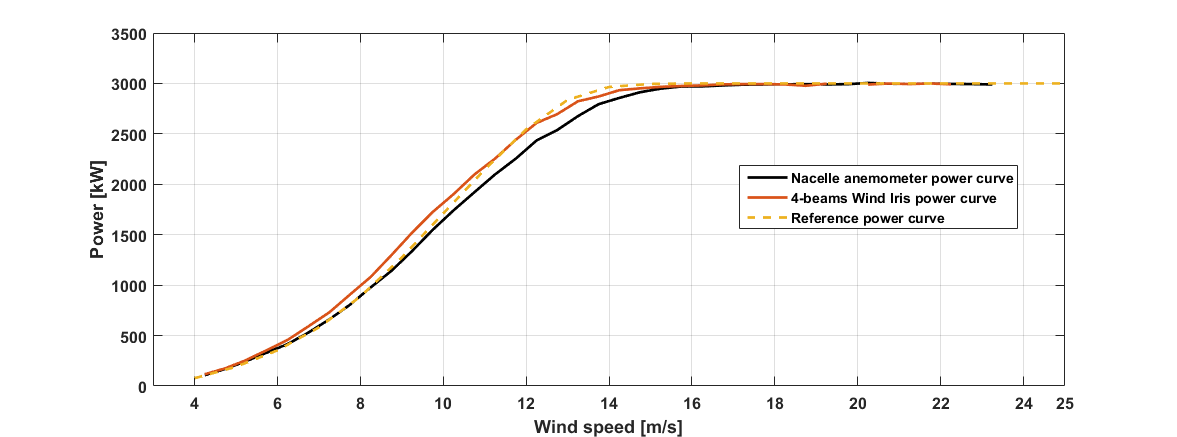 3500
3000
2500
2000
1500
1000
500
0
Power [kW]
Nacelle anemometer power curve
4-beams Wind Iris power curve
Reference power curve
4 6 8 10 12 14 16 18 20 22 24 25
Wind speed [m/s]